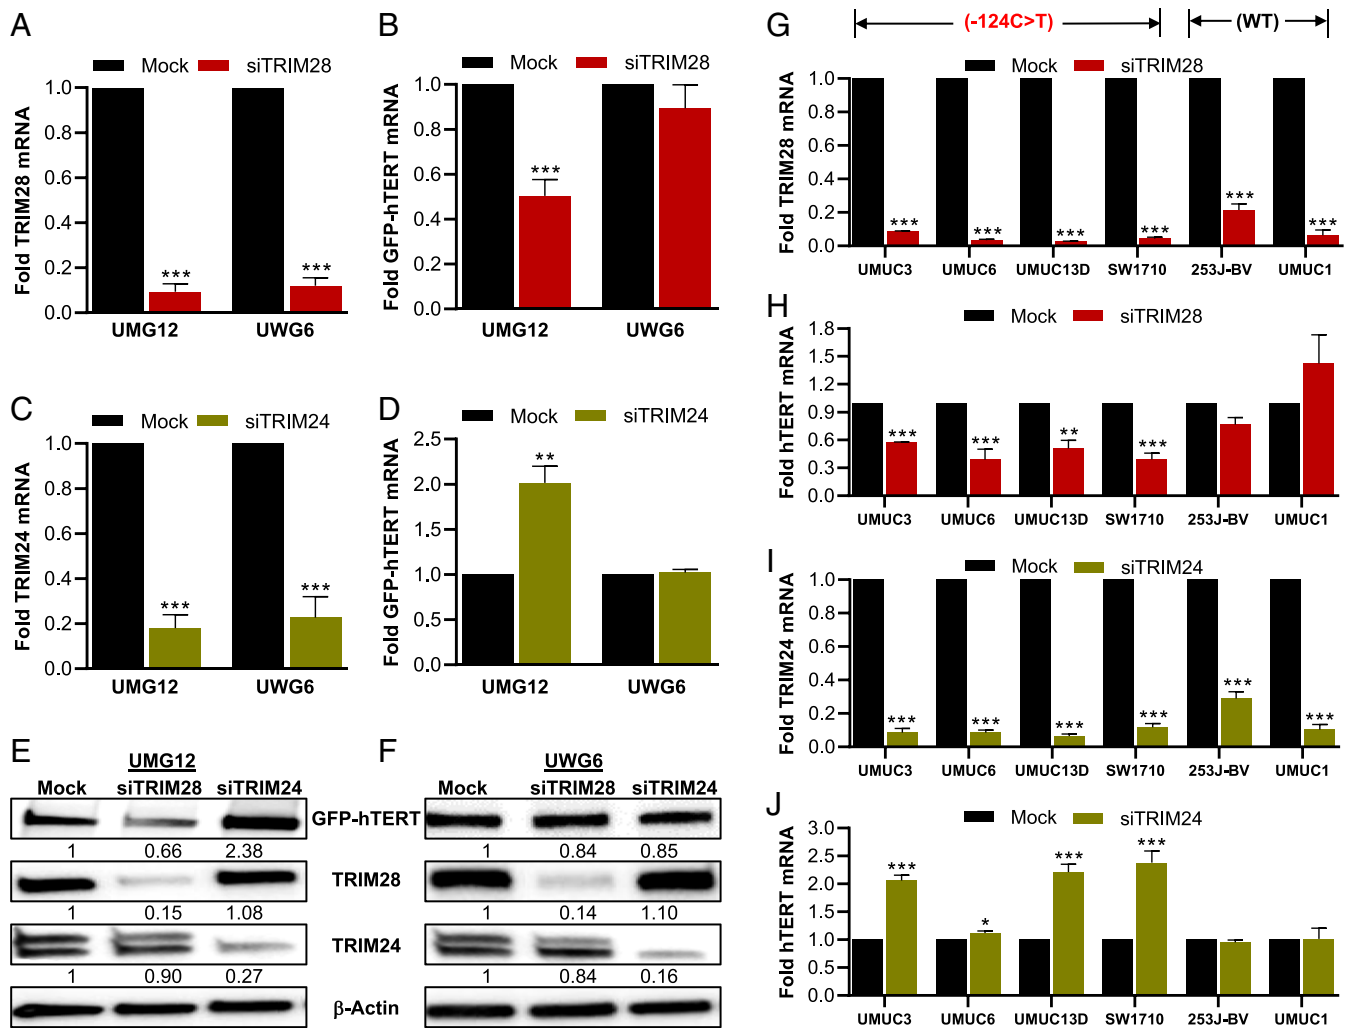 A
Mock siTRIM28
Fold TRIM28 mRNA
1.0
0.8
0.6
0.4
0.2
0.0
*** ***
UMG12 UWG6
B
Mock siTRIM28
Fold GFP-hTERT mRNA
1.0
0.8
0.6
0.4
0.2
0.0
***
UMG12 UWG6
C
Mock siTRIM24
Fold TRIM24 mRNA
1.0
0.8
0.6
0.4
0.2
0.0
*** ***
UMG12 UWG6
D
Mock siTRIM24
Fold GFP-hTERT mRNA
2.5
2.0
1.5
1.0
0.5
0.0
**
UMG12 UWG6
E
UMG12
Mock siTRIM28 siTRIM24
GFP-hTERT
1 0.66 2.38
TRIM28
1 0.15 1.08
TRIM24
1 0.90 0.27
β-Actin
F
UWG6
Mock siTRIM28 siTRIM24
1 0.84 0.85
1 0.14 1.10
1 0.84 0.16
G
(-124C>T) (WT)
Mock siTRIM28
Fold TRIM28 mRNA
1.0
0.8
0.6
0.4
0.2
0.0
*** *** *** *** *** ***
UMUC3 UMUC6 UMUC13D SW1710 253J-BV UMUC1
H
Mock siTRIM28
Fold hTERT mRNA
1.8
1.5
1.2
0.9
0.6
0.3
0.0
*** *** ** ***
UMUC3 UMUC6 UMUC13D SW1710 253J-BV UMUC1
I
Mock siTRIM24
Fold TRIM24 mRNA
1.0
0.8
0.6
0.4
0.2
0.0
*** *** *** *** *** ***
UMUC3 UMUC6 UMUC13D SW1710 253J-BV UMUC1
J
Mock siTRIM24
Fold hTERT mRNA
3.0
2.5
2.0
1.5
1.0
0.5
0.0
*** * *** ***
UMUC3 UMUC6 UMUC13D SW1710 253J-BV UMUC1